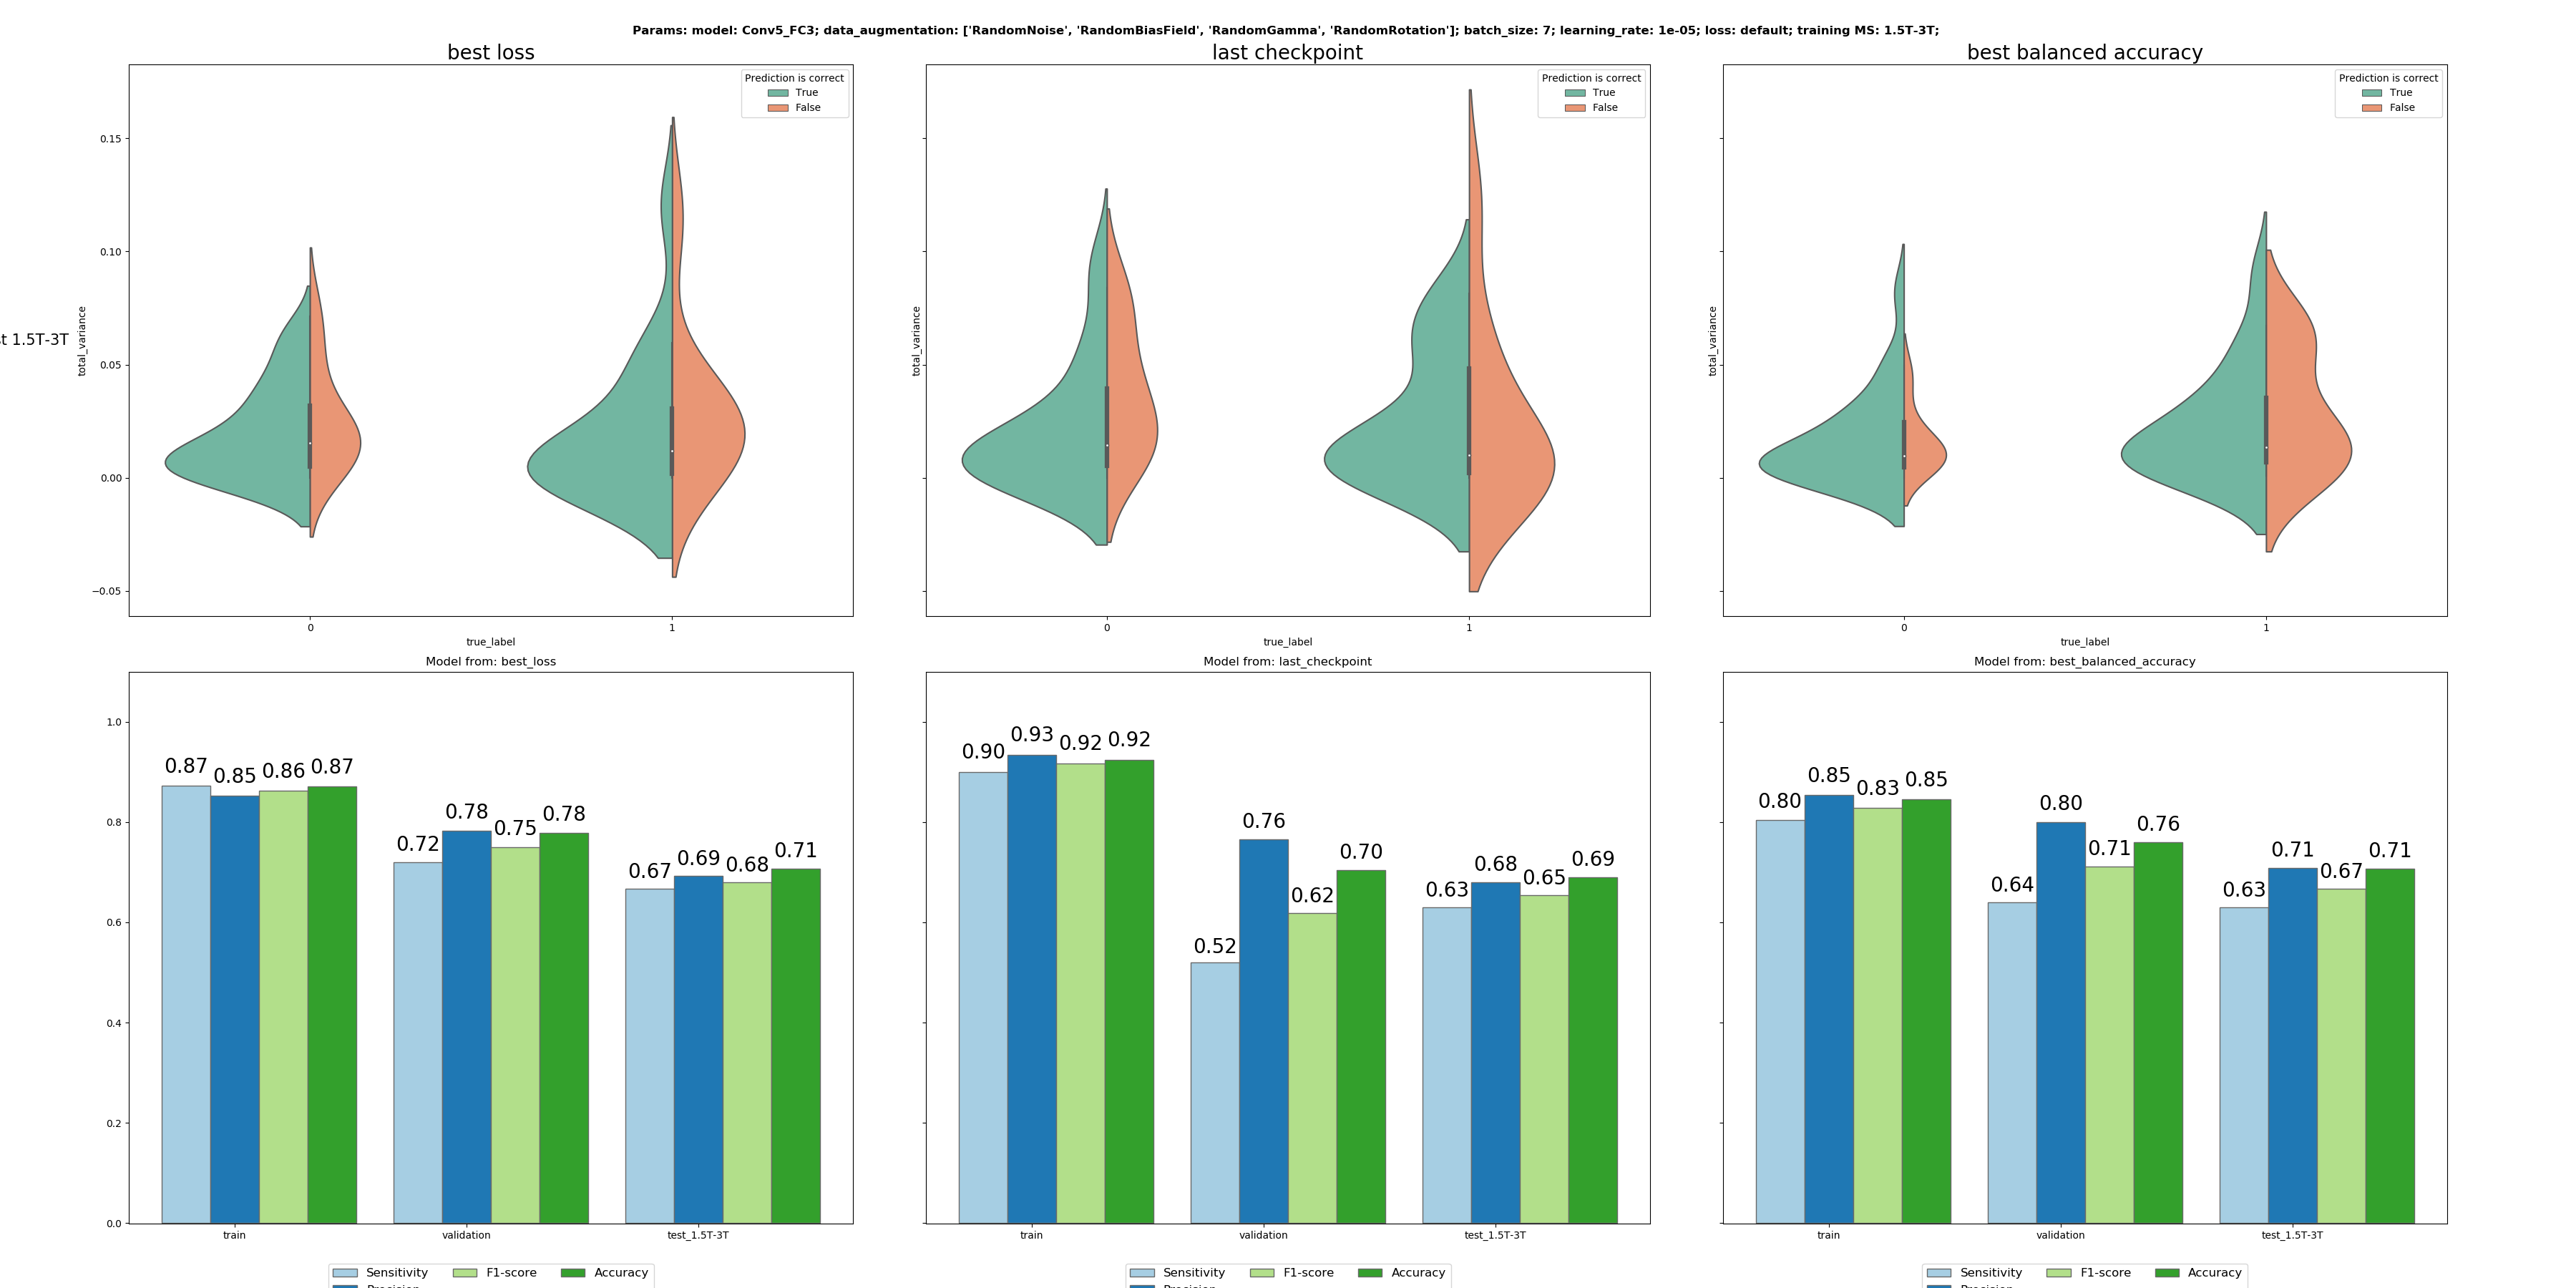 Params: model: Conv5_FC3; data_augmentation: ['RandomNoise', 'RandomBiasField', 'RandomGamma', 'RandomRotation']; batch_size: 7; learning_rate: 1e-05; loss: default; training MS: 1.5T-3T;
best loss
last checkpoint
best balanced accuracy
Prediction is correct
True
False
Prediction is correct
True
False
Prediction is correct
True
False
0.15
0.10
0.05
0.00
−0.05
1.5T-3T
total_variance
total_variance
total_variance
0 1
0 1
0 1
true_label
true_label
true_label
Model from: best_loss
Model from: last_checkpoint
Model from: best_balanced_accuracy
1.0
0.8
0.6
0.4
0.2
0.0
0.87 0.85 0.86 0.87
0.72 0.78 0.75 0.78
0.67 0.69 0.68 0.71
0.90 0.93 0.92 0.92
0.52 0.76 0.62 0.70
0.63 0.68 0.65 0.69
0.80 0.85 0.83 0.85
0.64 0.80 0.71 0.76
0.63 0.71 0.67 0.71
train validation test_1.5T-3T
train validation test_1.5T-3T
train validation test_1.5T-3T
Sensitivity F1-score Accuracy
Sensitivity F1-score Accuracy
Sensitivity F1-score Accuracy